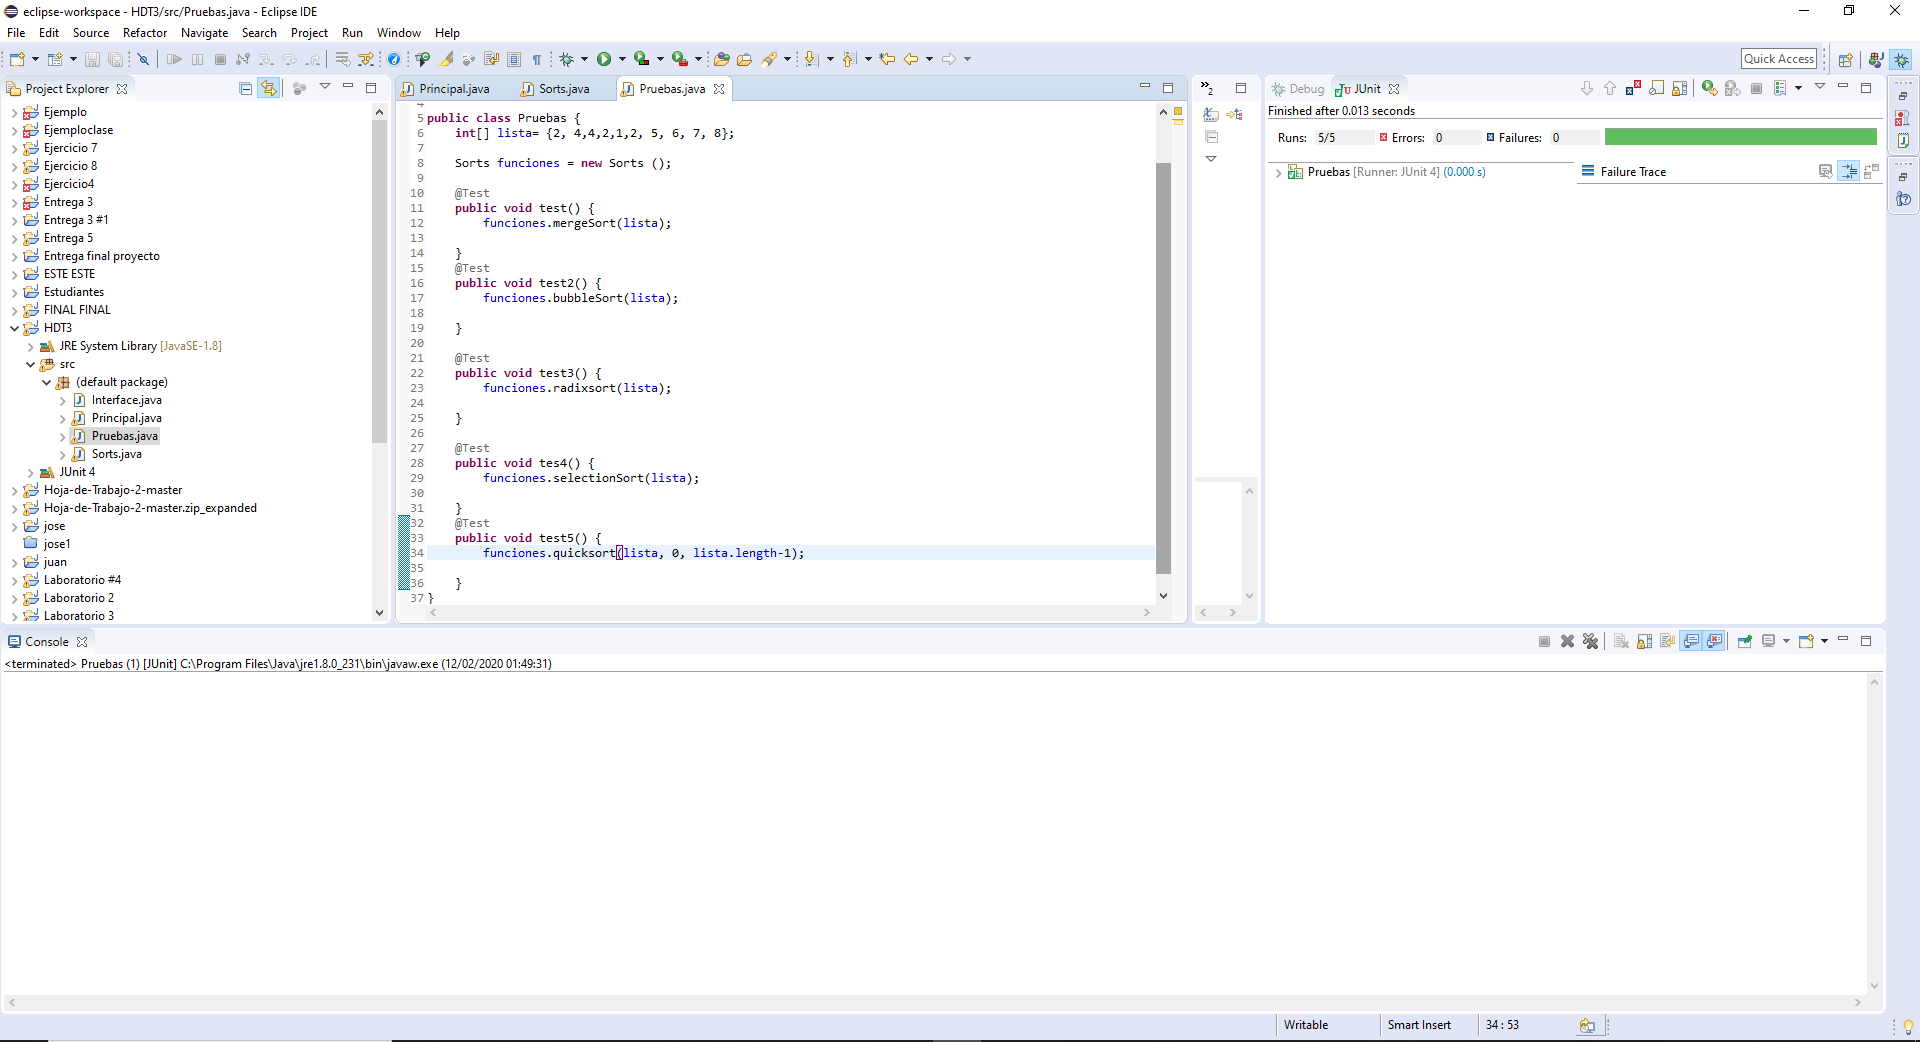 eclipse-workspace - HDT3/src/Pruebas.java - Eclipse IDE
File Edit Source Refactor Navigate Search Project Run Window Help
Quick Access
Project Explorer
Ejemplo
Ejemploclase
Ejercicio 7
Ejercicio 8
Ejercicio4
Entrega 3
Entrega 3 #1
Entrega 5
Entrega final proyecto
ESTE ESTE
Estudiantes
FINAL FINAL
HDT3
JRE System Library [JavaSE-1.8]
src
(default package)
Interface.java
Principal.java
Pruebas.java
Sorts.java
JUnit 4
Hoja-de-Trabajo-2-master
Hoja-de-Trabajo-2-master.zip_expanded
jose
jose1
juan
Laboratorio #4
Laboratorio 2
Laboratorio 3
Principal.java Sorts.java Pruebas.java
4
5 public class Pruebas {
6 int[] lista= {2, 4,4,2,1,2, 5, 6, 7, 8};
7
8 Sorts funciones = new Sorts ();
9
10 @Test
11 public void test() {
12 funciones.mergeSort(lista);
13
14 }
15 @Test
16 public void test2() {
17 funciones.bubbleSort(lista);
18
19 }
20
21 @Test
22 public void test3() {
23 funciones.radixsort(lista);
24
25 }
26
27 @Test
28 public void tes4() {
29 funciones.selectionSort(lista);
30
31 }
32 @Test
33 public void test5() {
34 funciones.quicksort(lista, 0, lista.length-1);
35
36 }
37 }
2
Debug JUnit
Finished after 0.013 seconds
Runs: 5/5 Errors: 0 Failures: 0
Pruebas [Runner: JUnit 4] (0.000 s)
Failure Trace
Console
<terminated> Pruebas (1) [JUnit] C:\Program Files\Java\jre1.8.0_231\bin\javaw.exe (12/02/2020 01:49:31)
Writable Smart Insert 34 : 53